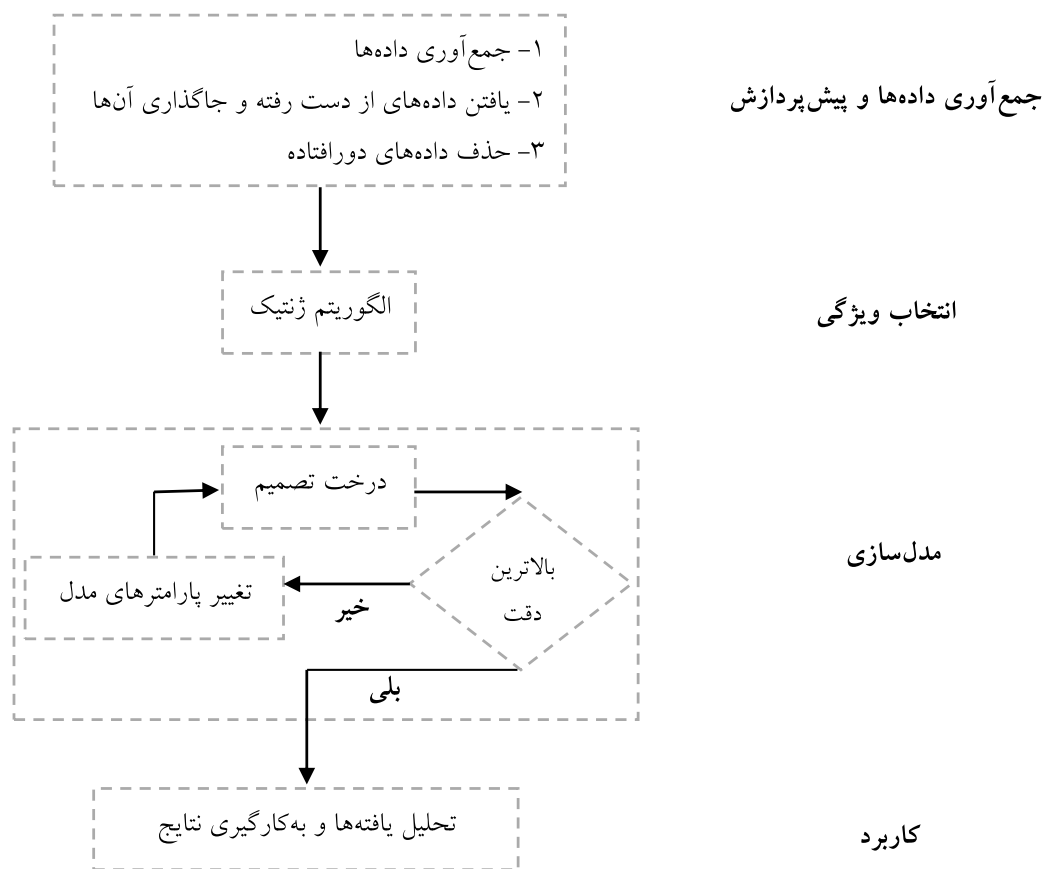 جمع‌آوری داده‌ها و پیش‌پردازش
۱- جمع‌آوری داده‌ها
۲- یافتن داده‌های از دست رفته و جاگذاری آن‌ها
۳- حذف داده‌های دورافتاده
انتخاب ویژگی
الگوریتم ژنتیک
مدل‌سازی
درخت تصمیم
بالاترین
دقت
خیر
تغییر پارامترهای مدل
بلی
کاربرد
تحلیل یافته‌ها و به‌کارگیری نتایج